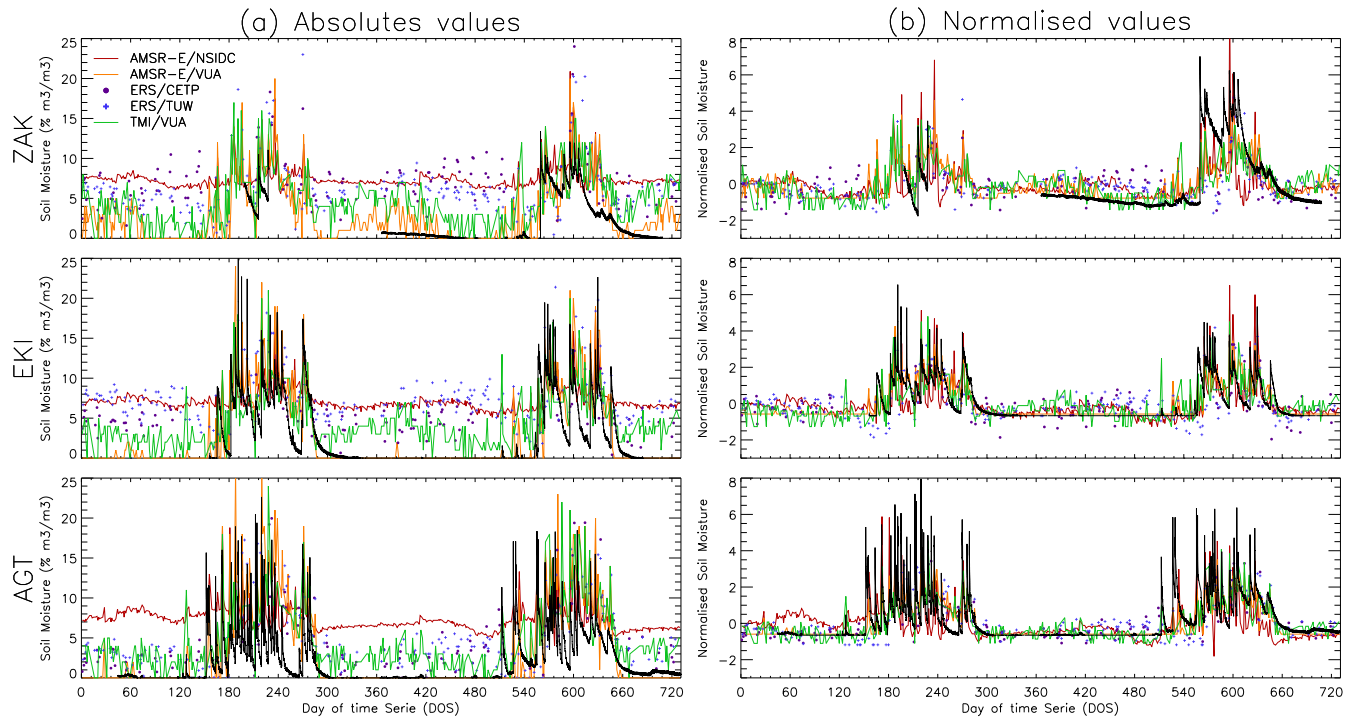 (a) Absolutes values
(b) Normalised values
ZAK
Soil Moisture (% m3/m3)
25
20
15
10
5
0
AMSR-E/NSIDC
AMSR-E/VUA
ERS/CETP
ERS/TUW
TMI/VUA
Normalised Soil Moisture
8
6
4
2
0
-2
EKI
Soil Moisture (% m3/m3)
25
20
15
10
5
0
Normalised Soil Moisture
8
6
4
2
0
-2
AGT
Soil Moisture (% m3/m3)
25
20
15
10
5
0
Normalised Soil Moisture
8
6
4
2
0
-2
0 60 120 180 240 300 360 420 480 540 600 660 720
Day of time Serie (DOS)
0 60 120 180 240 300 360 420 480 540 600 660 720
Day of time Serie (DOS)